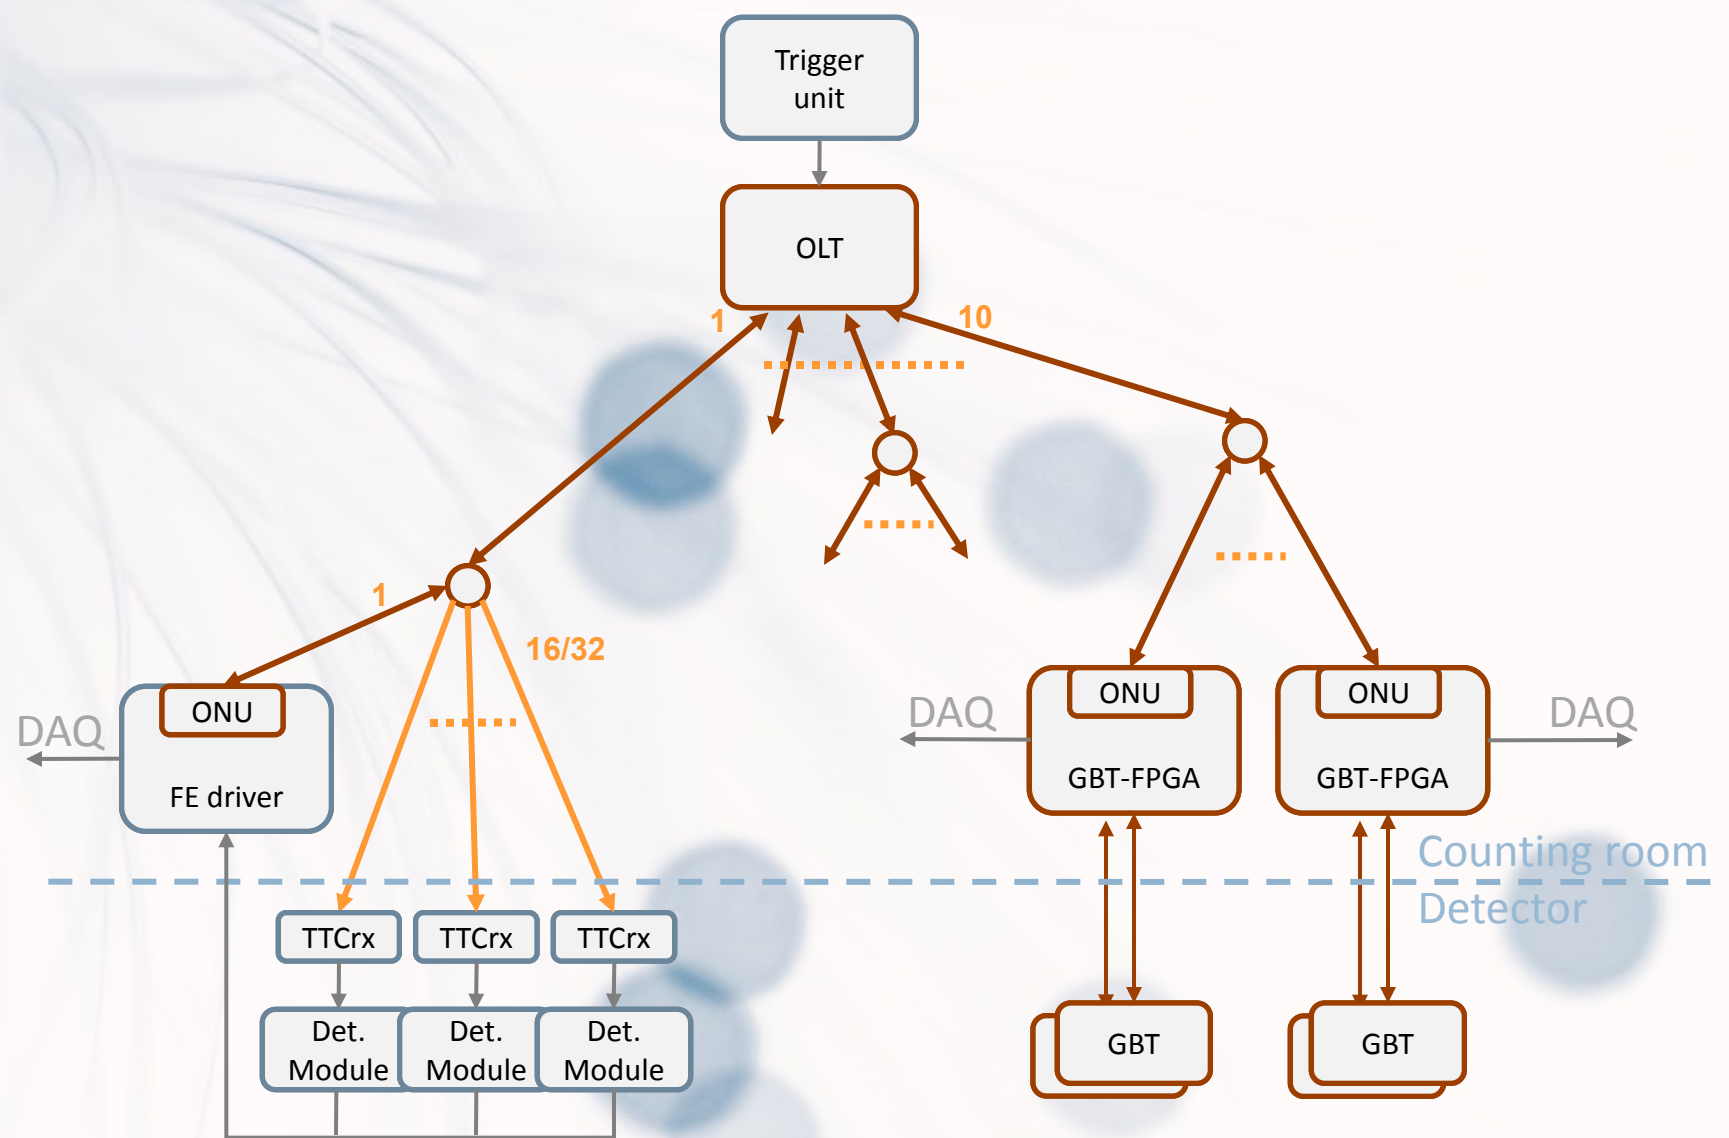 Trigger
unit
OLT
1
10
1
16/32
ONU
ONU
ONU
DAQ
DAQ
DAQ
FE driver
GBT-FPGA
GBT-FPGA
Counting room
Detector
TTCrx
TTCrx
TTCrx
Det.
Module
Det.
Module
Det.
Module
GBT
GBT